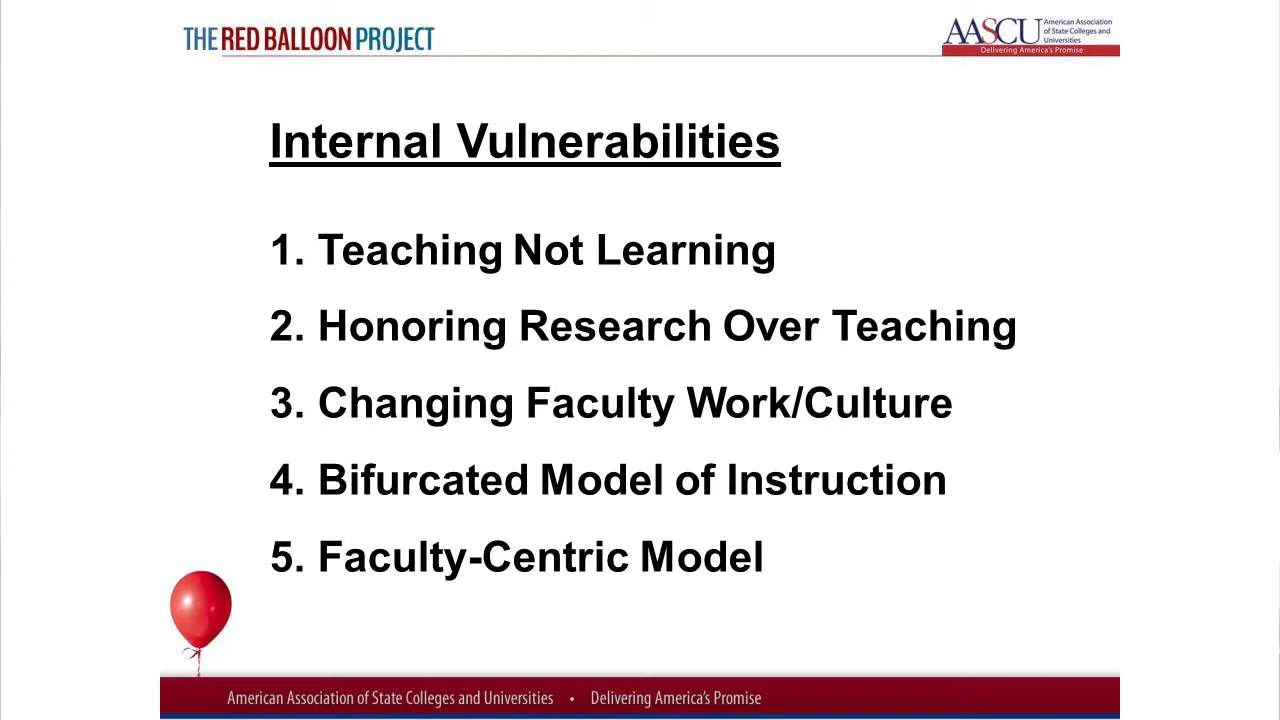 THE RED BALLOON PROJECT
AASCU
American Association
of State Colleges and
Universities
Delivering America's Promise
Internal Vulnerabilities
1. Teaching Not Learning
2. Honoring Research Over Teaching
3. Changing Faculty Work/Culture
4. Bifurcated Model of Instruction
5. Faculty-Centric Model
American Association of State Colleges and Universities • Delivering America's Promise